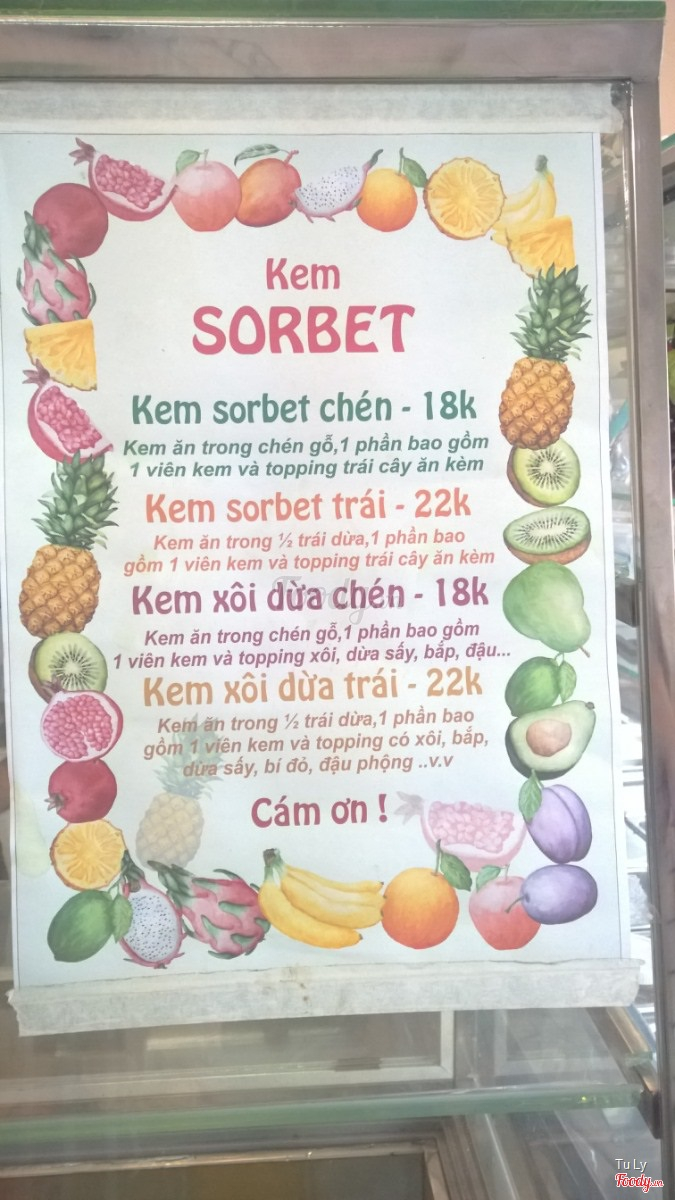 Kem
SORBET
Kem sorbet chén - 18k
Kem ăn trong chén gỗ,1 phần bao gồm
1 viên kem và topping trái cây ăn kèm
Kem sorbet trái - 22k
Kem ăn trong ½ trái dừa,1 phần bao
gồm 1 viên kem và topping trái cây ăn kèm
Foody.vn
Kem xôi dừa chén - 18k
Kem ăn trong chén gỗ,1 phần bao gồm
1 viên kem và topping xôi, dừa sấy, bắp, đậu...
Kem xôi dừa trái - 22k
Kem ăn trong ½ trái dừa,1 phần bao
gồm 1 viên kem và topping có xôi, bắp,
dừa sấy, bí đỏ, đậu phộng ..v.v
Cám ơn !
Tu Ly
Foody.vn